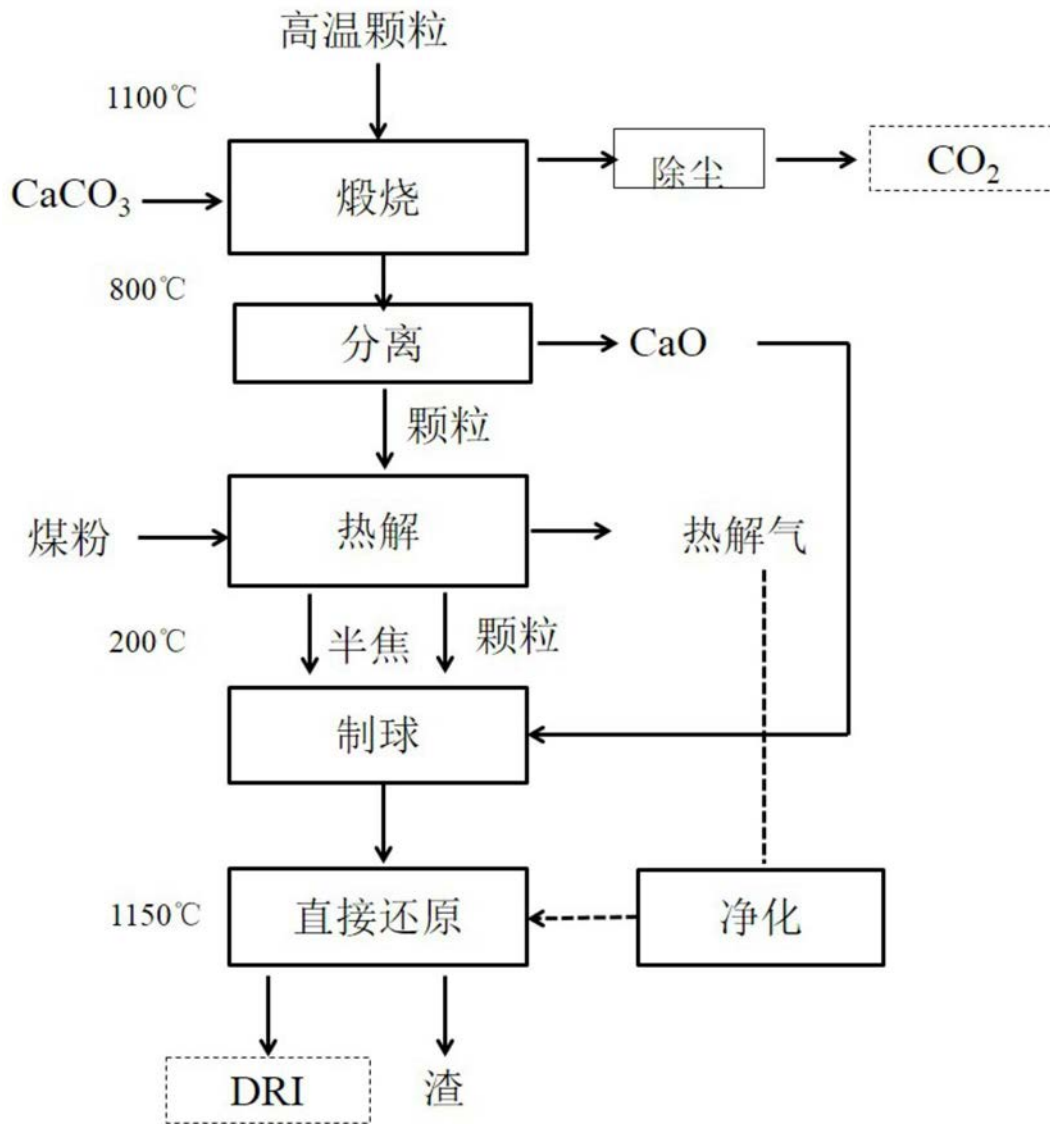 高温颗粒
1100℃
CaCO₃
煅烧
除尘
CO₂
800℃
分离
CaO
颗粒
煤粉
热解
热解气
200℃
半焦
颗粒
制球
1150℃
直接还原
净化
DRI
渣